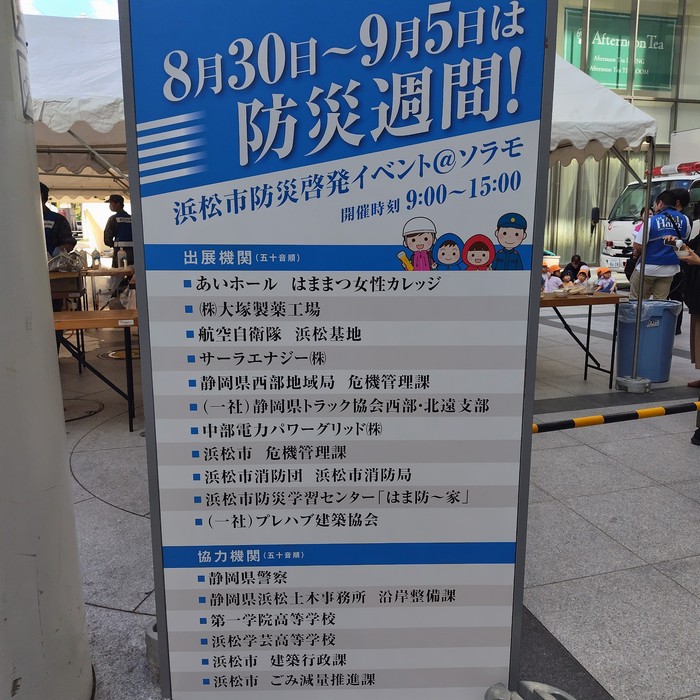 8月30日～9月5日は
防災週間!
浜松市防災啓発イベント@ソラモ
開催時刻 9:00～15:00
出展機関(五十音順)
■あいホール　はままつ女性カレッジ
■㈱大塚製薬工場
■航空自衛隊　浜松基地
■サーラエナジー㈱
■静岡県西部地域局　危機管理課
■(一社)静岡県トラック協会西部・北遠支部
■中部電力パワーグリッド㈱
■浜松市　危機管理課
■浜松市消防団　浜松市消防局
■浜松市防災学習センター「はま防～家」
■(一社)プレハブ建築協会
協力機関(五十音順)
■静岡県警察
■静岡県浜松土木事務所　沿岸整備課
■第一学院高等学校
■浜松学芸高等学校
■浜松市　建築行政課
■浜松市　ごみ減量推進課
Afternoon Tea
Afternoon Tea LIVING
Afternoon Tea TEAROOM